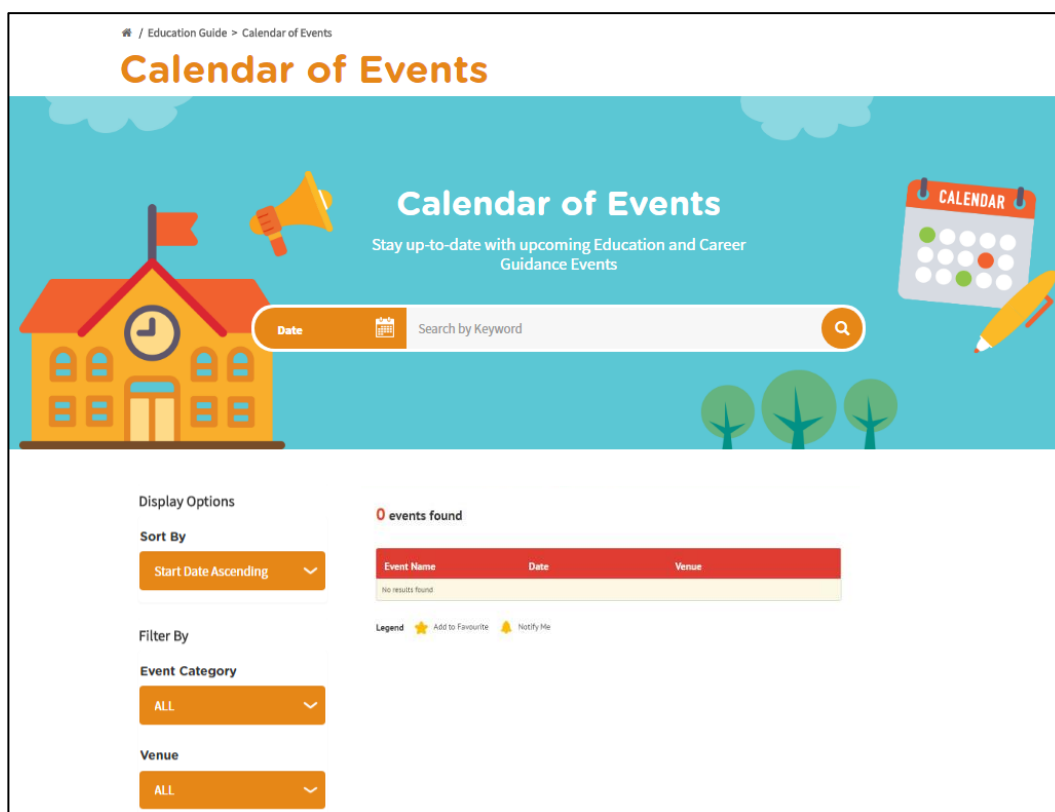 / Education Guide > Calendar of Events
Calendar of Events
CALENDAR
Calendar of Events
Stay up-to-date with upcoming Education and Career
Guidance Events
Date Search by Keyword
Display Options
Sort By
Start Date Ascending
Filter By
Event Category
ALL
Venue
ALL
0 events found
Event Name Date Venue
No results found
Legend Add to Favourite Notify Me